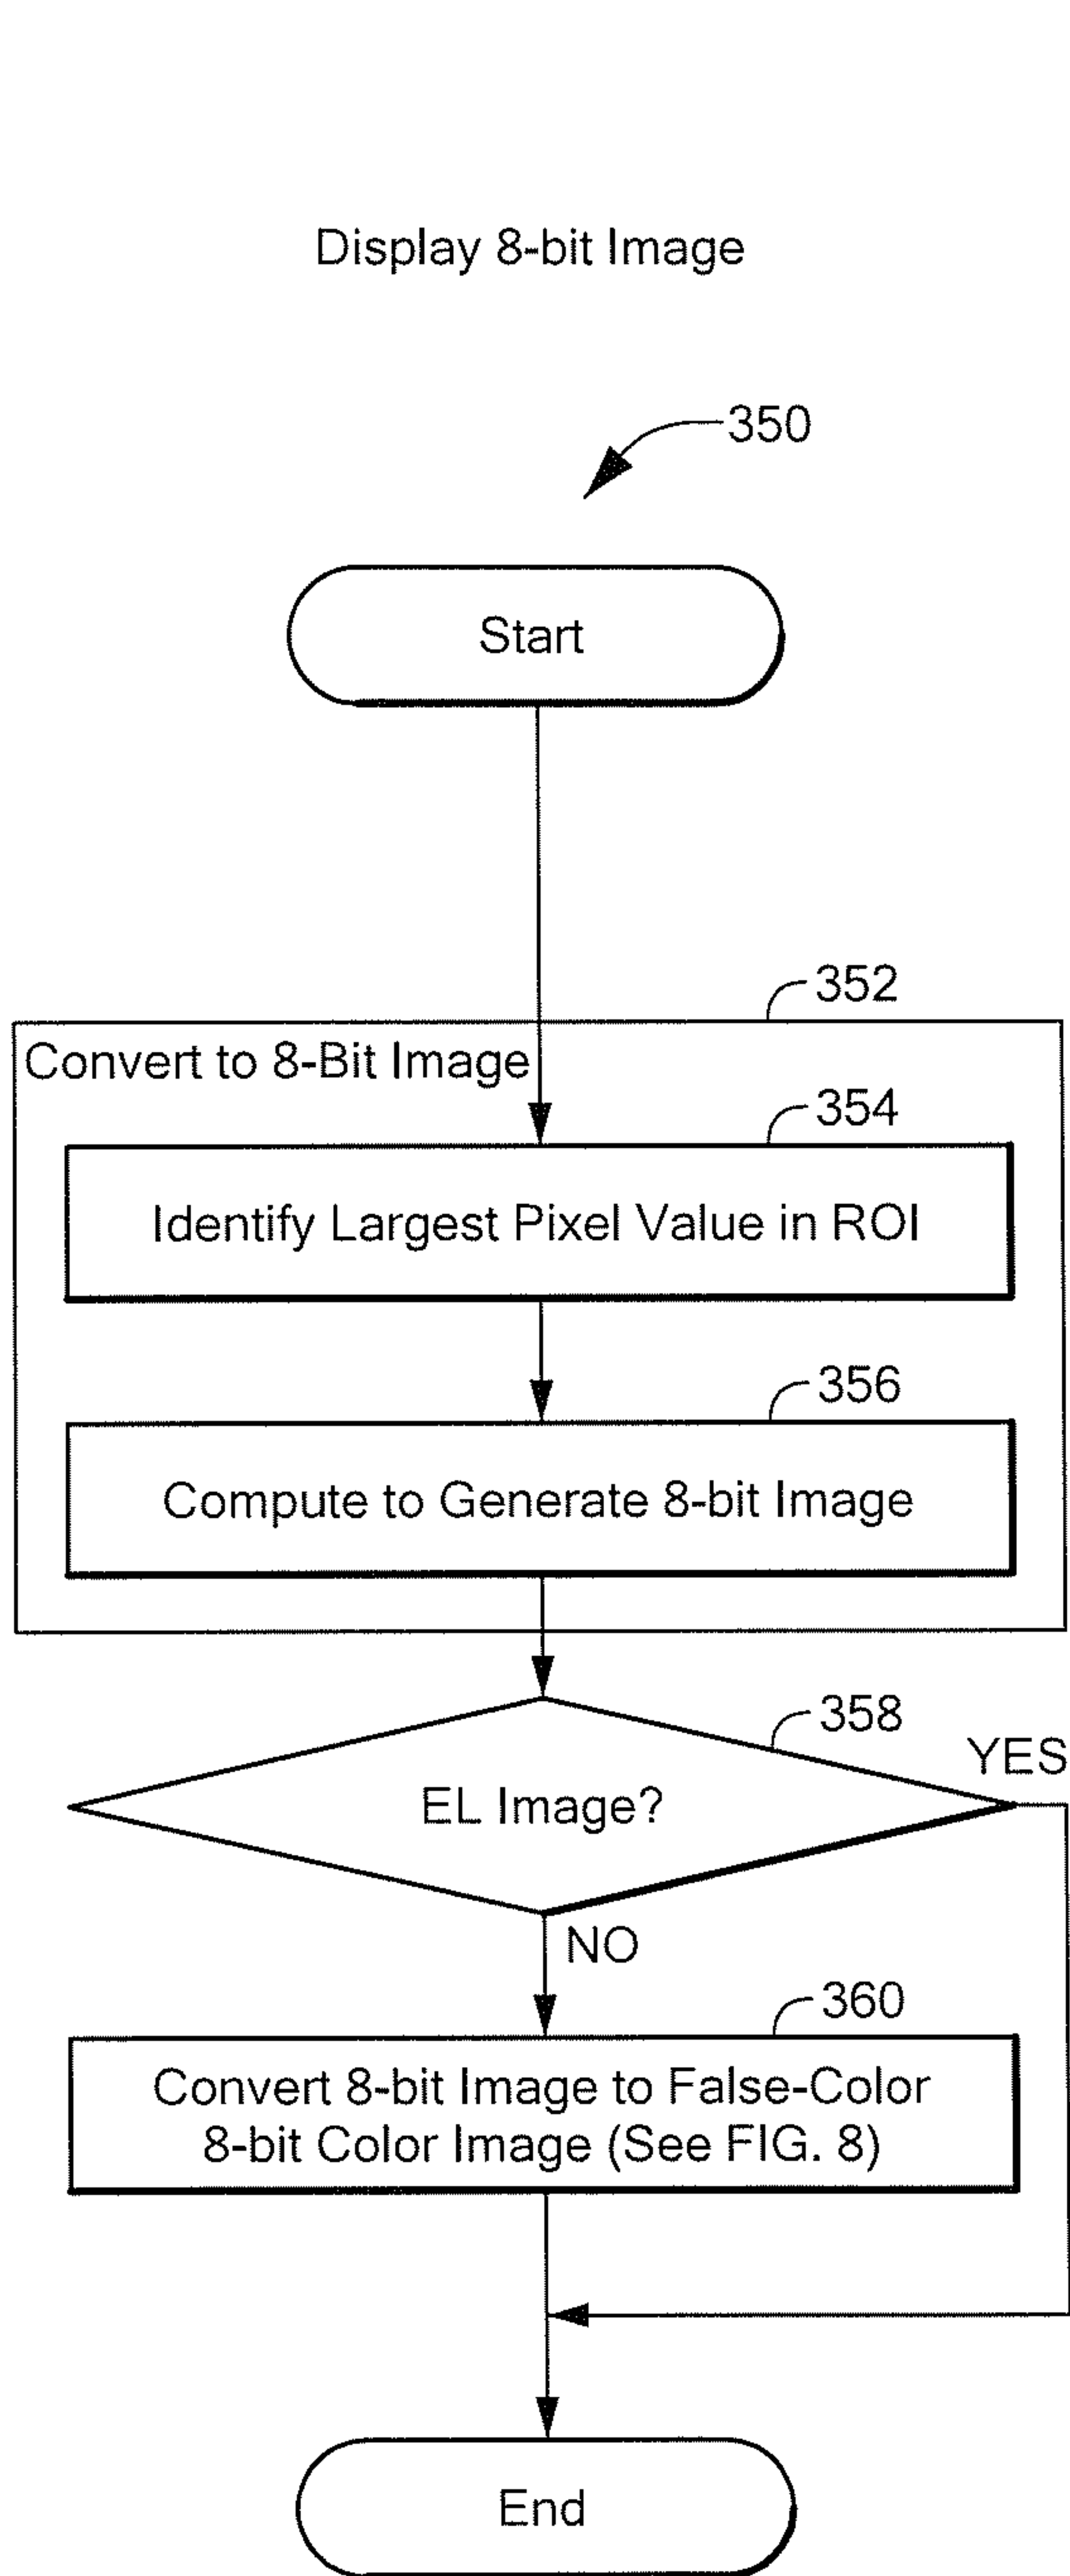 Display 8-bit Image
350
Start
352
Convert to 8-Bit Image
354
Identify Largest Pixel Value in ROI
356
Compute to Generate 8-bit Image
358
YES
EL Image?
NO
360
Convert 8-bit Image to False-Color
8-bit Color Image (See FIG. 8)
End